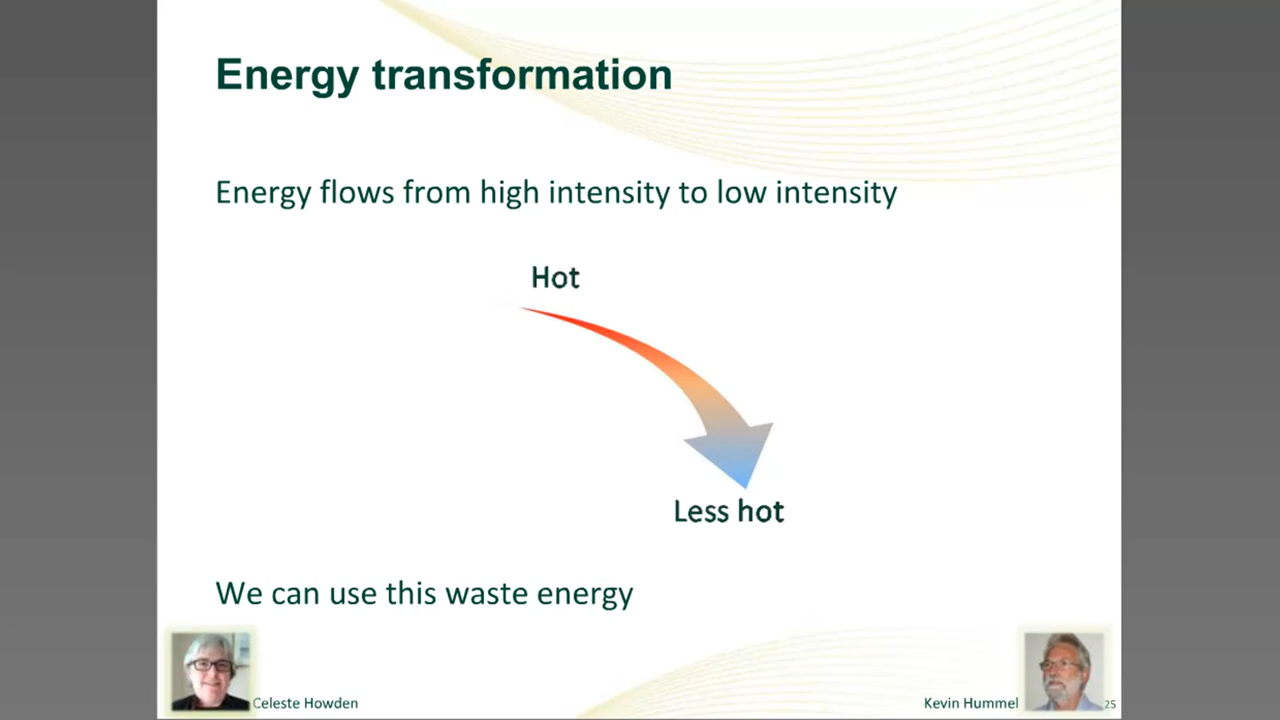 Energy transformation
Energy flows from high intensity to low intensity
Hot
Less hot
We can use this waste energy
Celeste Howden
Kevin Hummel
25